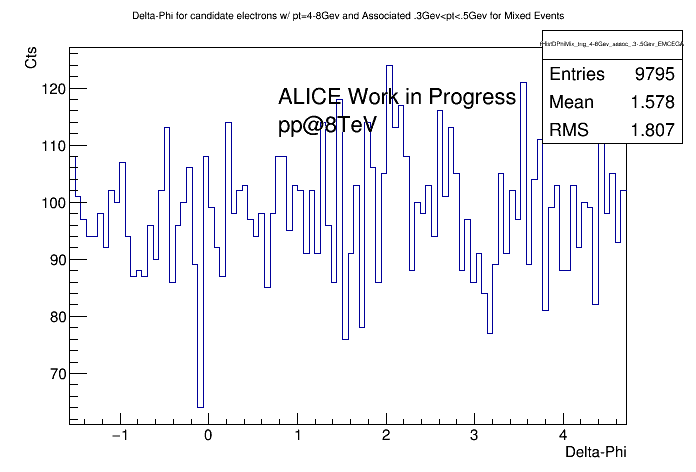 Delta-Phi for candidate electrons w/ pt=4-8Gev and Associated .3Gev<pt<.5Gev for Mixed Events
Cts
ALICE Work in Progress
pp@8TeV
Entries 9795
Mean 1.578
RMS 1.807
120
110
100
90
80
70
−1 0 1 2 3 4
Delta-Phi